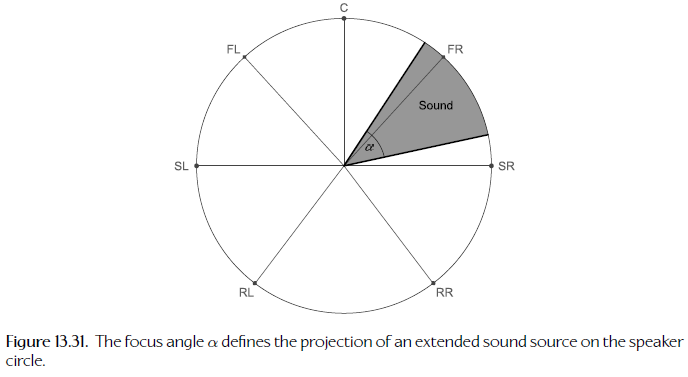 C
FL
FR
Sound
α
SL
SR
RL
RR
Figure 13.31. The focus angle α defines the projection of an extended sound source on the speaker
circle.